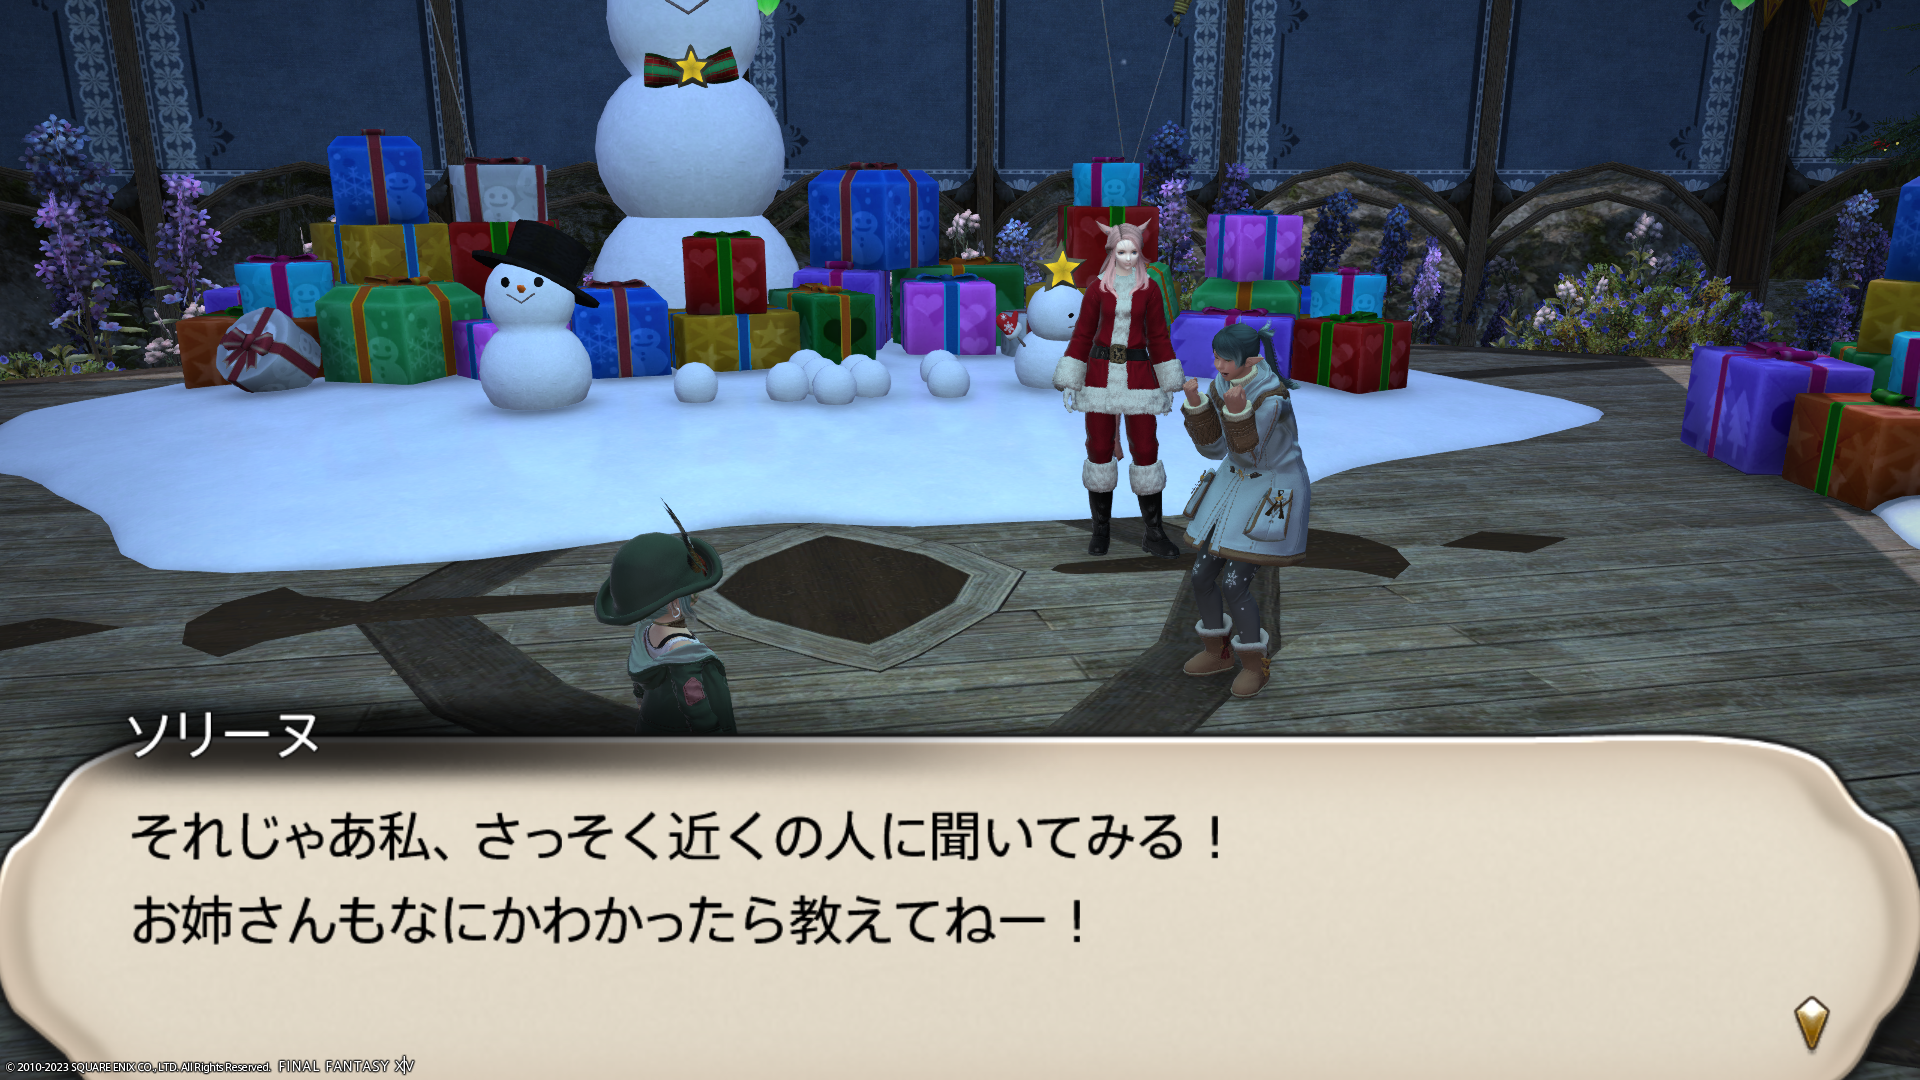 ソリーヌ
それじゃあ私、さっそく近くの人に聞いてみる！
お姉さんもなにかわかったら教えてねー！
© 2010-2023 SQUARE ENIX CO., LTD. All Rights Reserved. FINAL FANTASY XIV